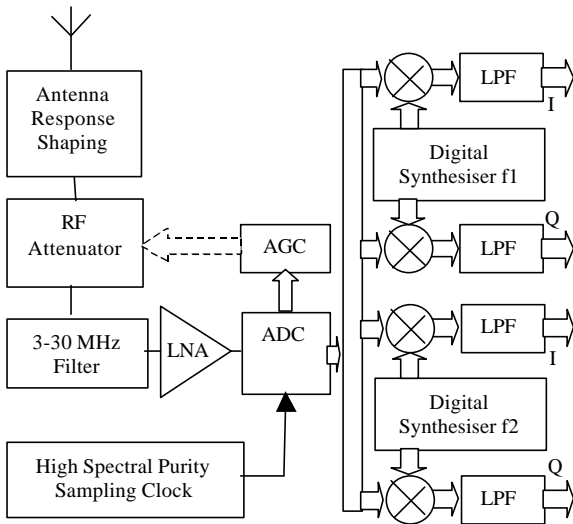 Antenna
Response
Shaping
RF
Attenuator
3-30 MHz
Filter
LNA
ADC
AGC
High Spectral Purity
Sampling Clock
LPF
I
Digital
Synthesiser f1
Q
LPF
LPF
I
Digital
Synthesiser f2
Q
LPF